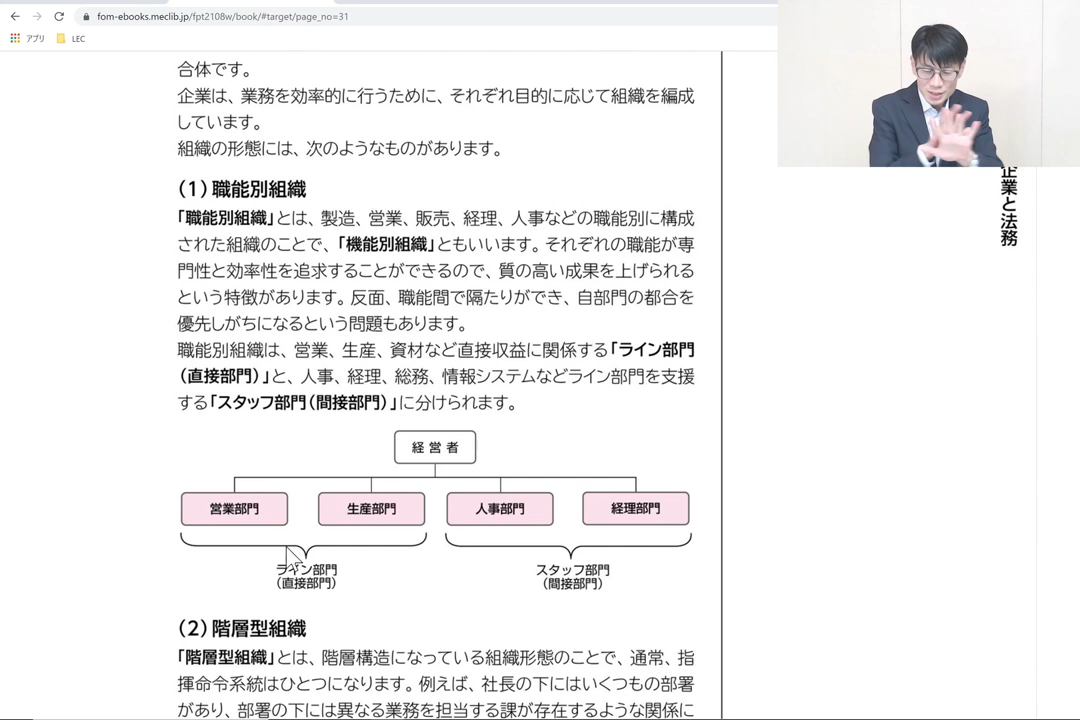 fom-ebooks.meclib.jp/fpt2108w/book/#target/page_no=31
アプリ
LEC
合体です。
企業は、業務を効率的に行うために、それぞれ目的に応じて組織を編成
しています。
組織の形態には、次のようなものがあります。
(1)職能別組織
「職能別組織」とは、製造、営業、販売、経理、人事などの職能別に構成
された組織のことで、「機能別組織」ともいいます。それぞれの職能が専
門性と効率性を追求することができるので、質の高い成果を上げられる
という特徴があります。反面、職能間で隔たりができ、自部門の都合を
優先しがちになるという問題もあります。
職能別組織は、営業、生産、資材など直接収益に関係する「ライン部門
(直接部門)」と、人事、経理、総務、情報システムなどライン部門を支援
する「スタッフ部門(間接部門)」に分けられます。
経営者
営業部門
生産部門
人事部門
経理部門
ライン部門
(直接部門)
スタッフ部門
(間接部門)
(2)階層型組織
「階層型組織」とは、階層構造になっている組織形態のことで、通常、指
揮命令系統はひとつになります。例えば、社長の下にはいくつもの部署
があり、部署の下には異なる業務を担当する課が存在するような関係に
企業と法務